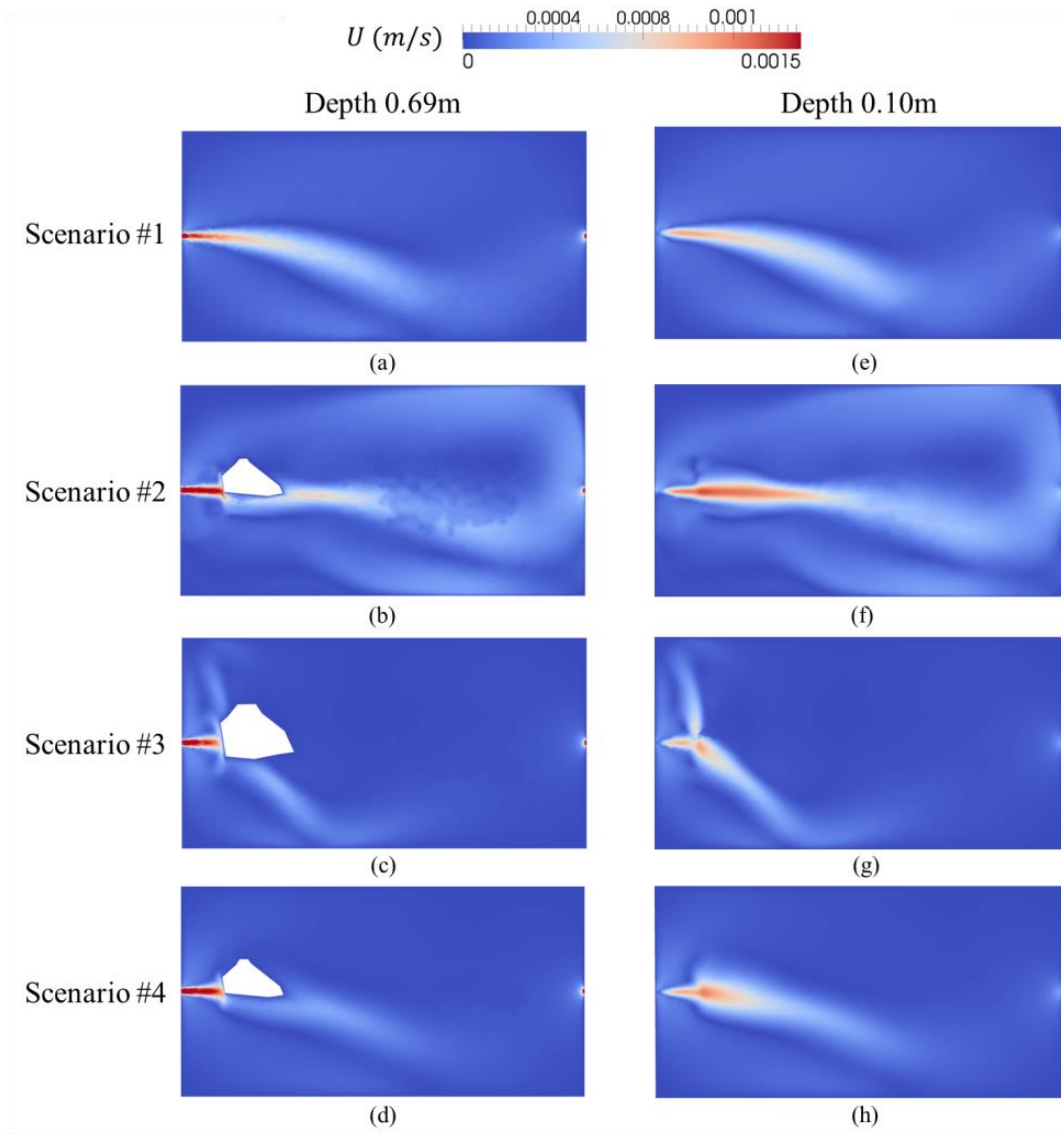 0.0004 0.0008 0.001
U (m/s)
0 0.0015
Depth 0.69m Depth 0.10m
Scenario #1
(a) (e)
Scenario #2
(b) (f)
Scenario #3
(c) (g)
Scenario #4
(d) (h)